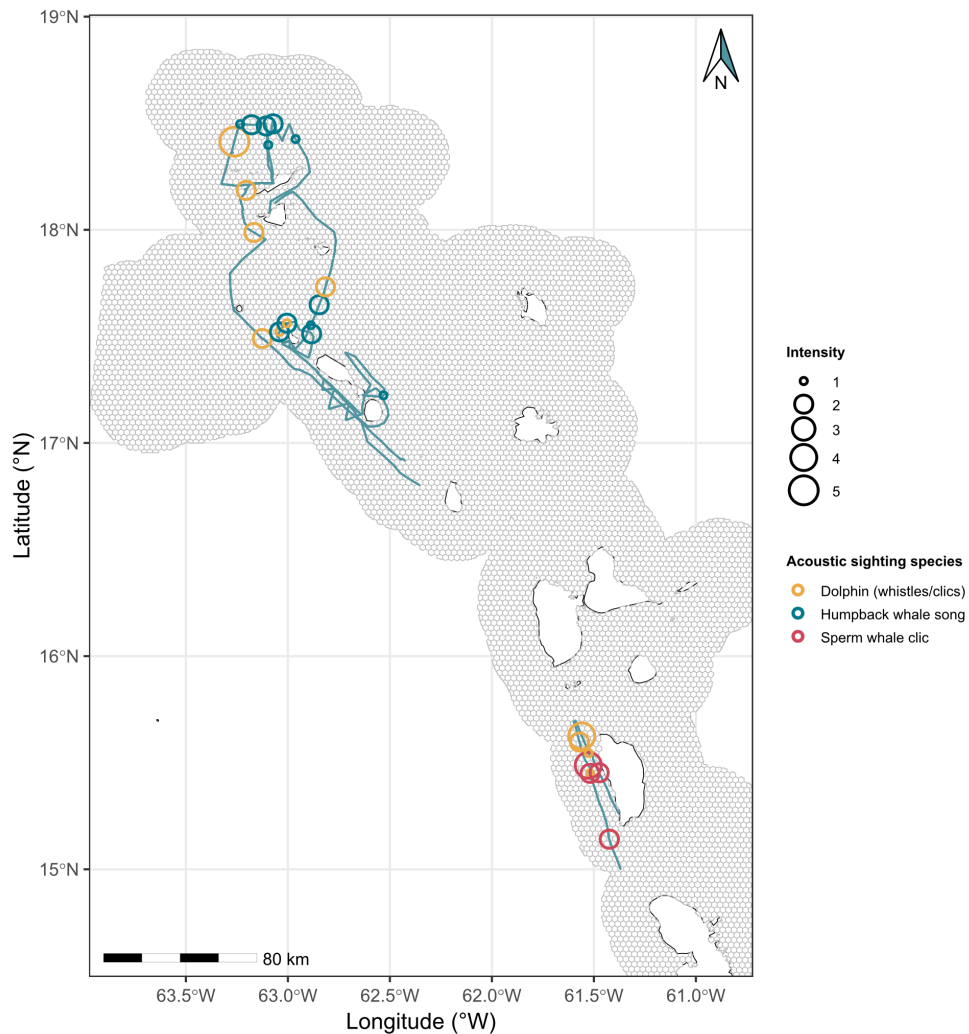 19°N
18°N
17°N
16°N
15°N
Latitude (°N)
N
80 km
63.5°W 63.0°W 62.5°W 62.0°W 61.5°W 61.0°W
Longitude (°W)
Intensity
1
2
3
4
5
Acoustic sighting species
Dolphin (whistles/clics)
Humpback whale song
Sperm whale clic